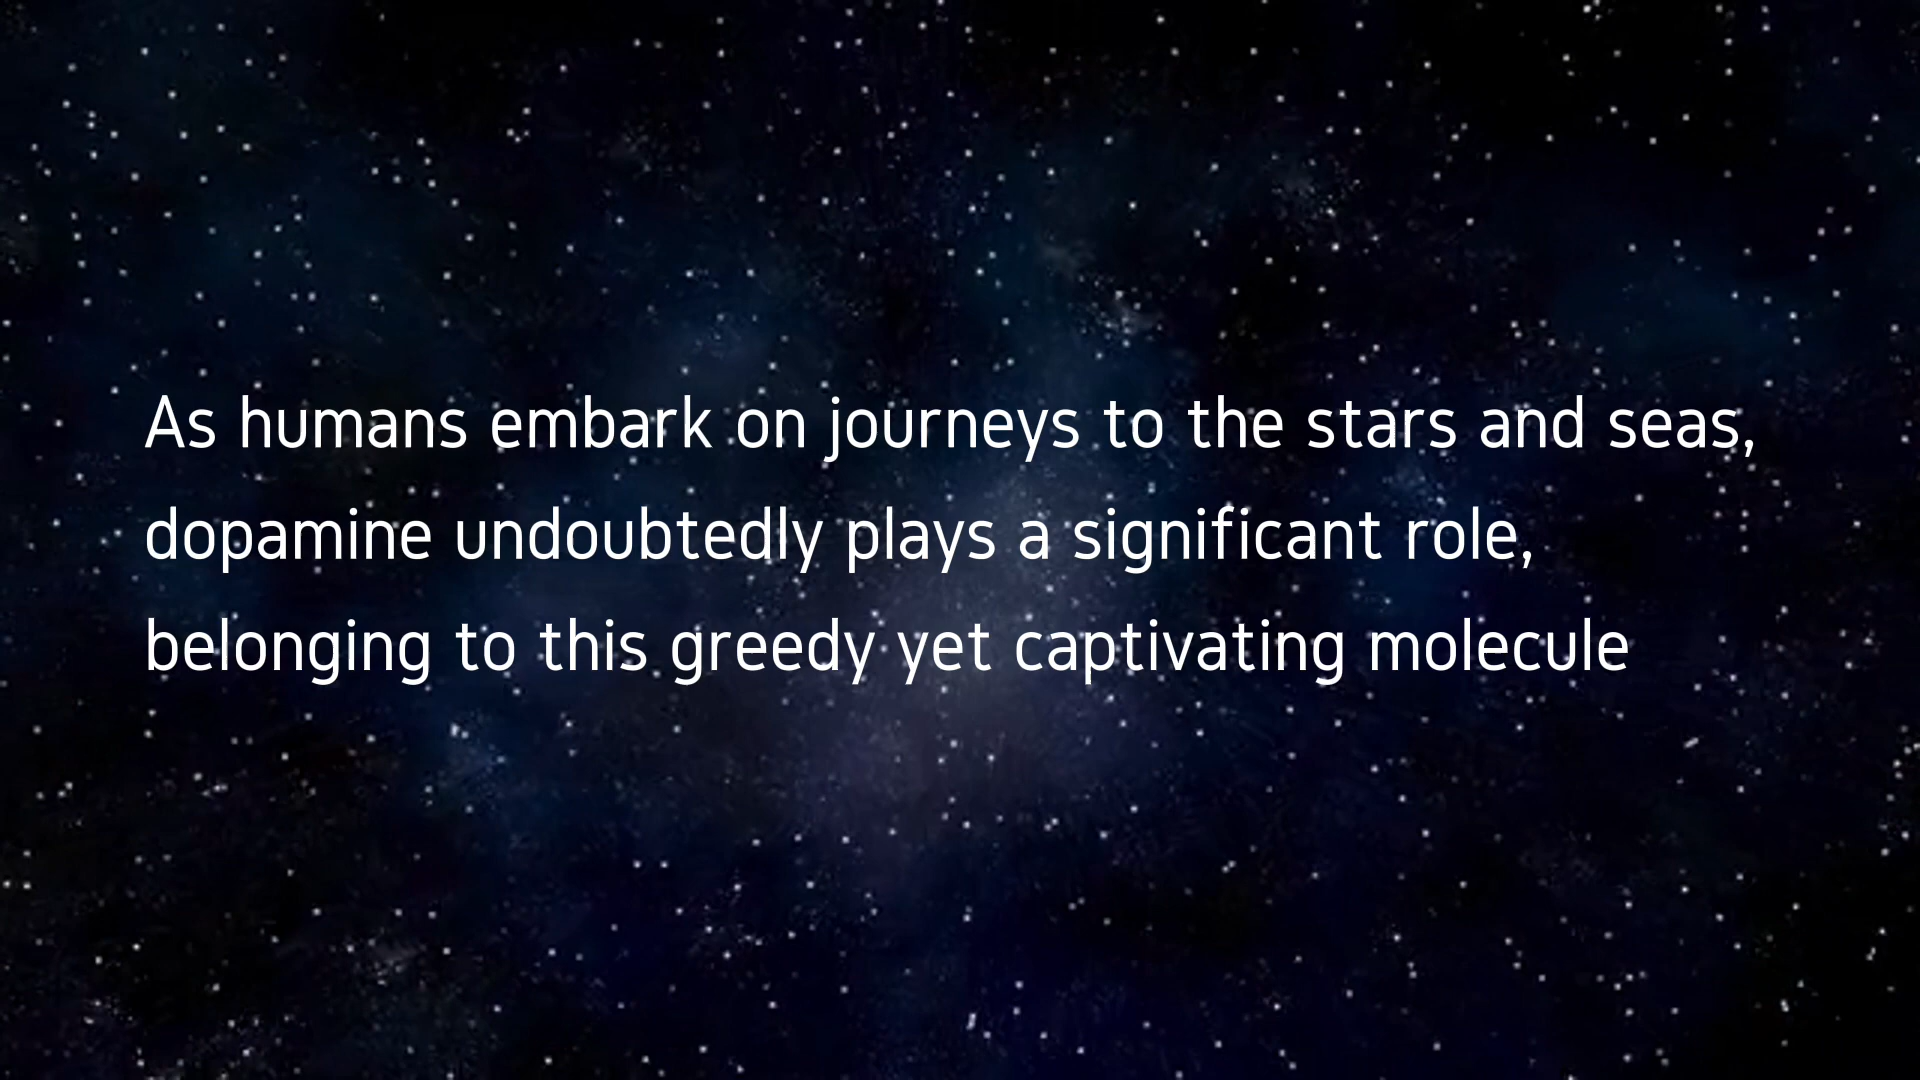 As humans embark on journeys to the stars and seas,
dopamine undoubtedly plays a significant role,
belonging to this greedy yet captivating molecule